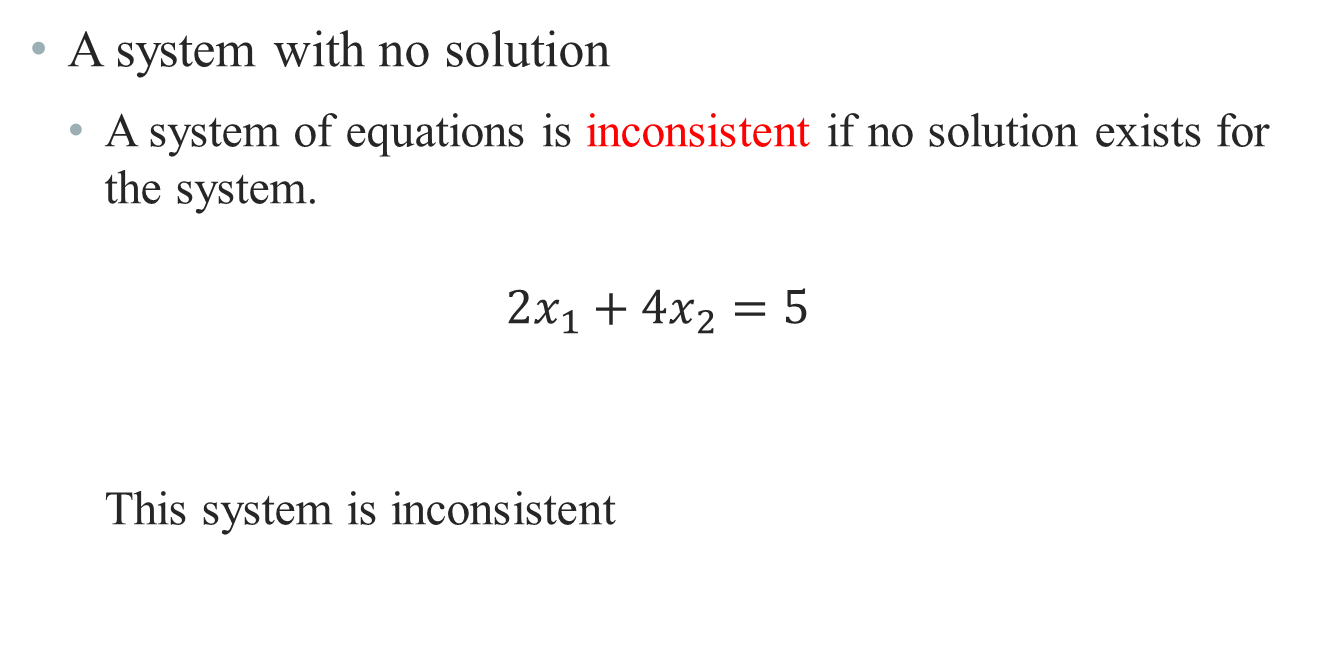 • A system with no solution
• A system of equations is inconsistent if no solution exists for
the system.
2x₁ + 4x₂ = 5
This system is inconsistent